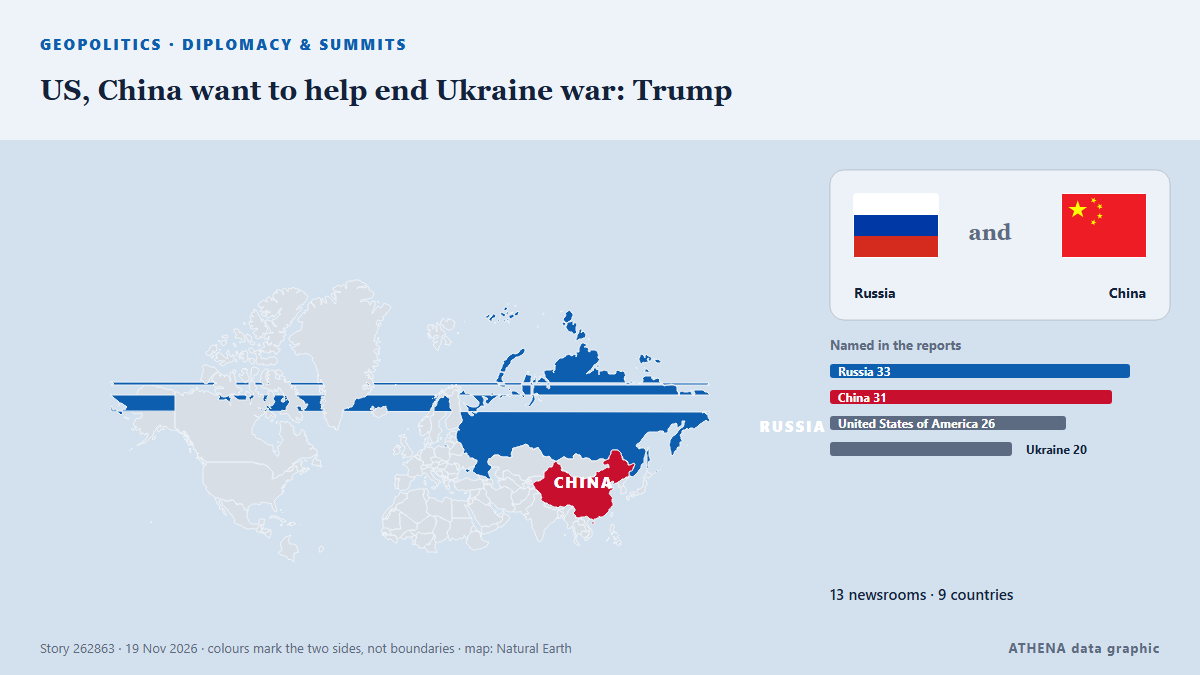 GEOPOLITICS · DIPLOMACY & SUMMITS
US, China want to help end Ukraine war: Trump
and
Russia
China
Named in the reports
Russia 33
China 31
United States of America 26
Ukraine 20
RUSSIA
CHINA
13 newsrooms · 9 countries
Story 262863 · 19 Nov 2026 · colours mark the two sides, not boundaries · map: Natural Earth
ATHENA data graphic